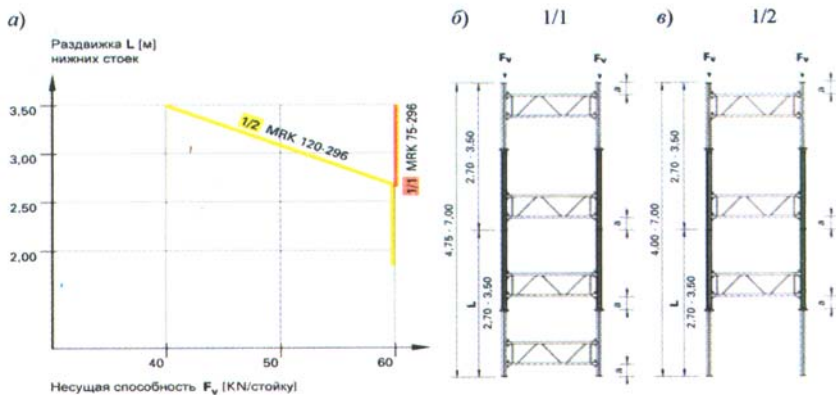 а)
Раздвижка L [м]
нижних стоек
3,50
3,00
2,50
2,00
1/2 MRK 120-296
1/1 MRK 75-296
40
50
60
Несущая способность Fᵥ [KN/стойку]
б)
1/1
Fᵥ
Fᵥ
a
4,75 - 7,00
2,70 - 3,50
a
L
2,70 - 3,50
a
a
в)
1/2
Fᵥ
Fᵥ
a
4,00 - 7,00
2,70 - 3,50
a
L
2,70 - 3,50
a